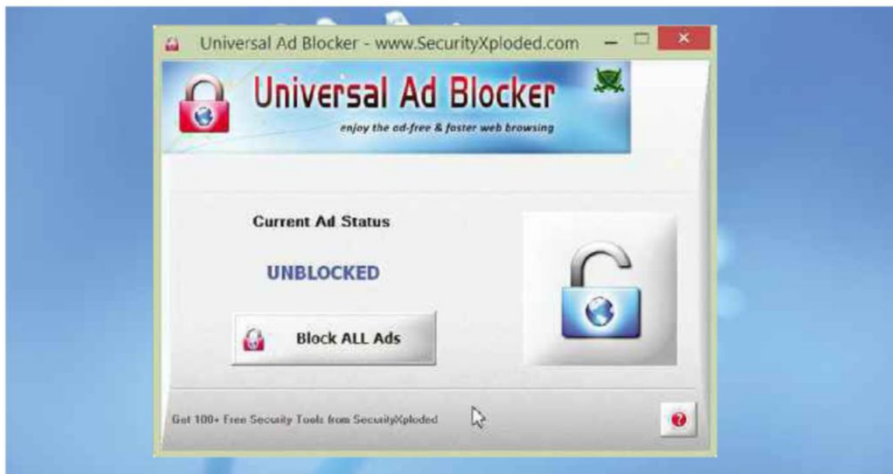 Universal Ad Blocker - www.SecurityXploded.com
Universal Ad Blocker
enjoy the ad-free & faster web browsing
Current Ad Status
UNBLOCKED
Block ALL Ads
Get 100+ Free Security Tools from SecurityXploded
?